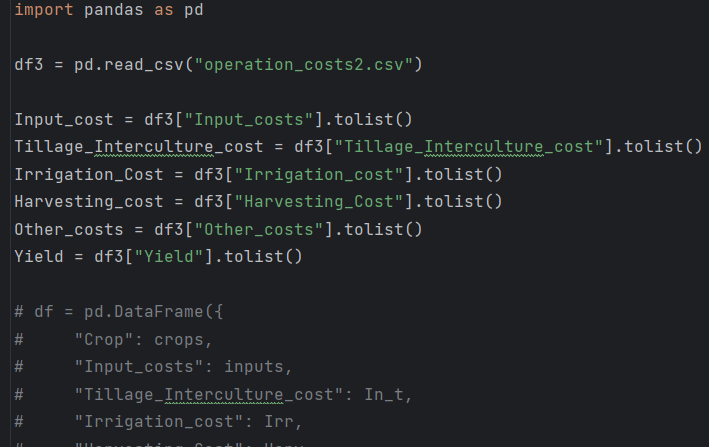 import pandas as pd
df3 = pd.read_csv("operation_costs2.csv")
Input_cost = df3["Input_costs"].tolist()
Tillage_Interculture_cost = df3["Tillage_Interculture_cost"].tolist()
Irrigation_Cost = df3["Irrigation_cost"].tolist()
Harvesting_cost = df3["Harvesting_Cost"].tolist()
Other_costs = df3["Other_costs"].tolist()
Yield = df3["Yield"].tolist()
# df = pd.DataFrame({
#     "Crop": crops,
#     "Input_costs": inputs,
#     "Tillage_Interculture_cost": In_t,
#     "Irrigation_cost": Irr,